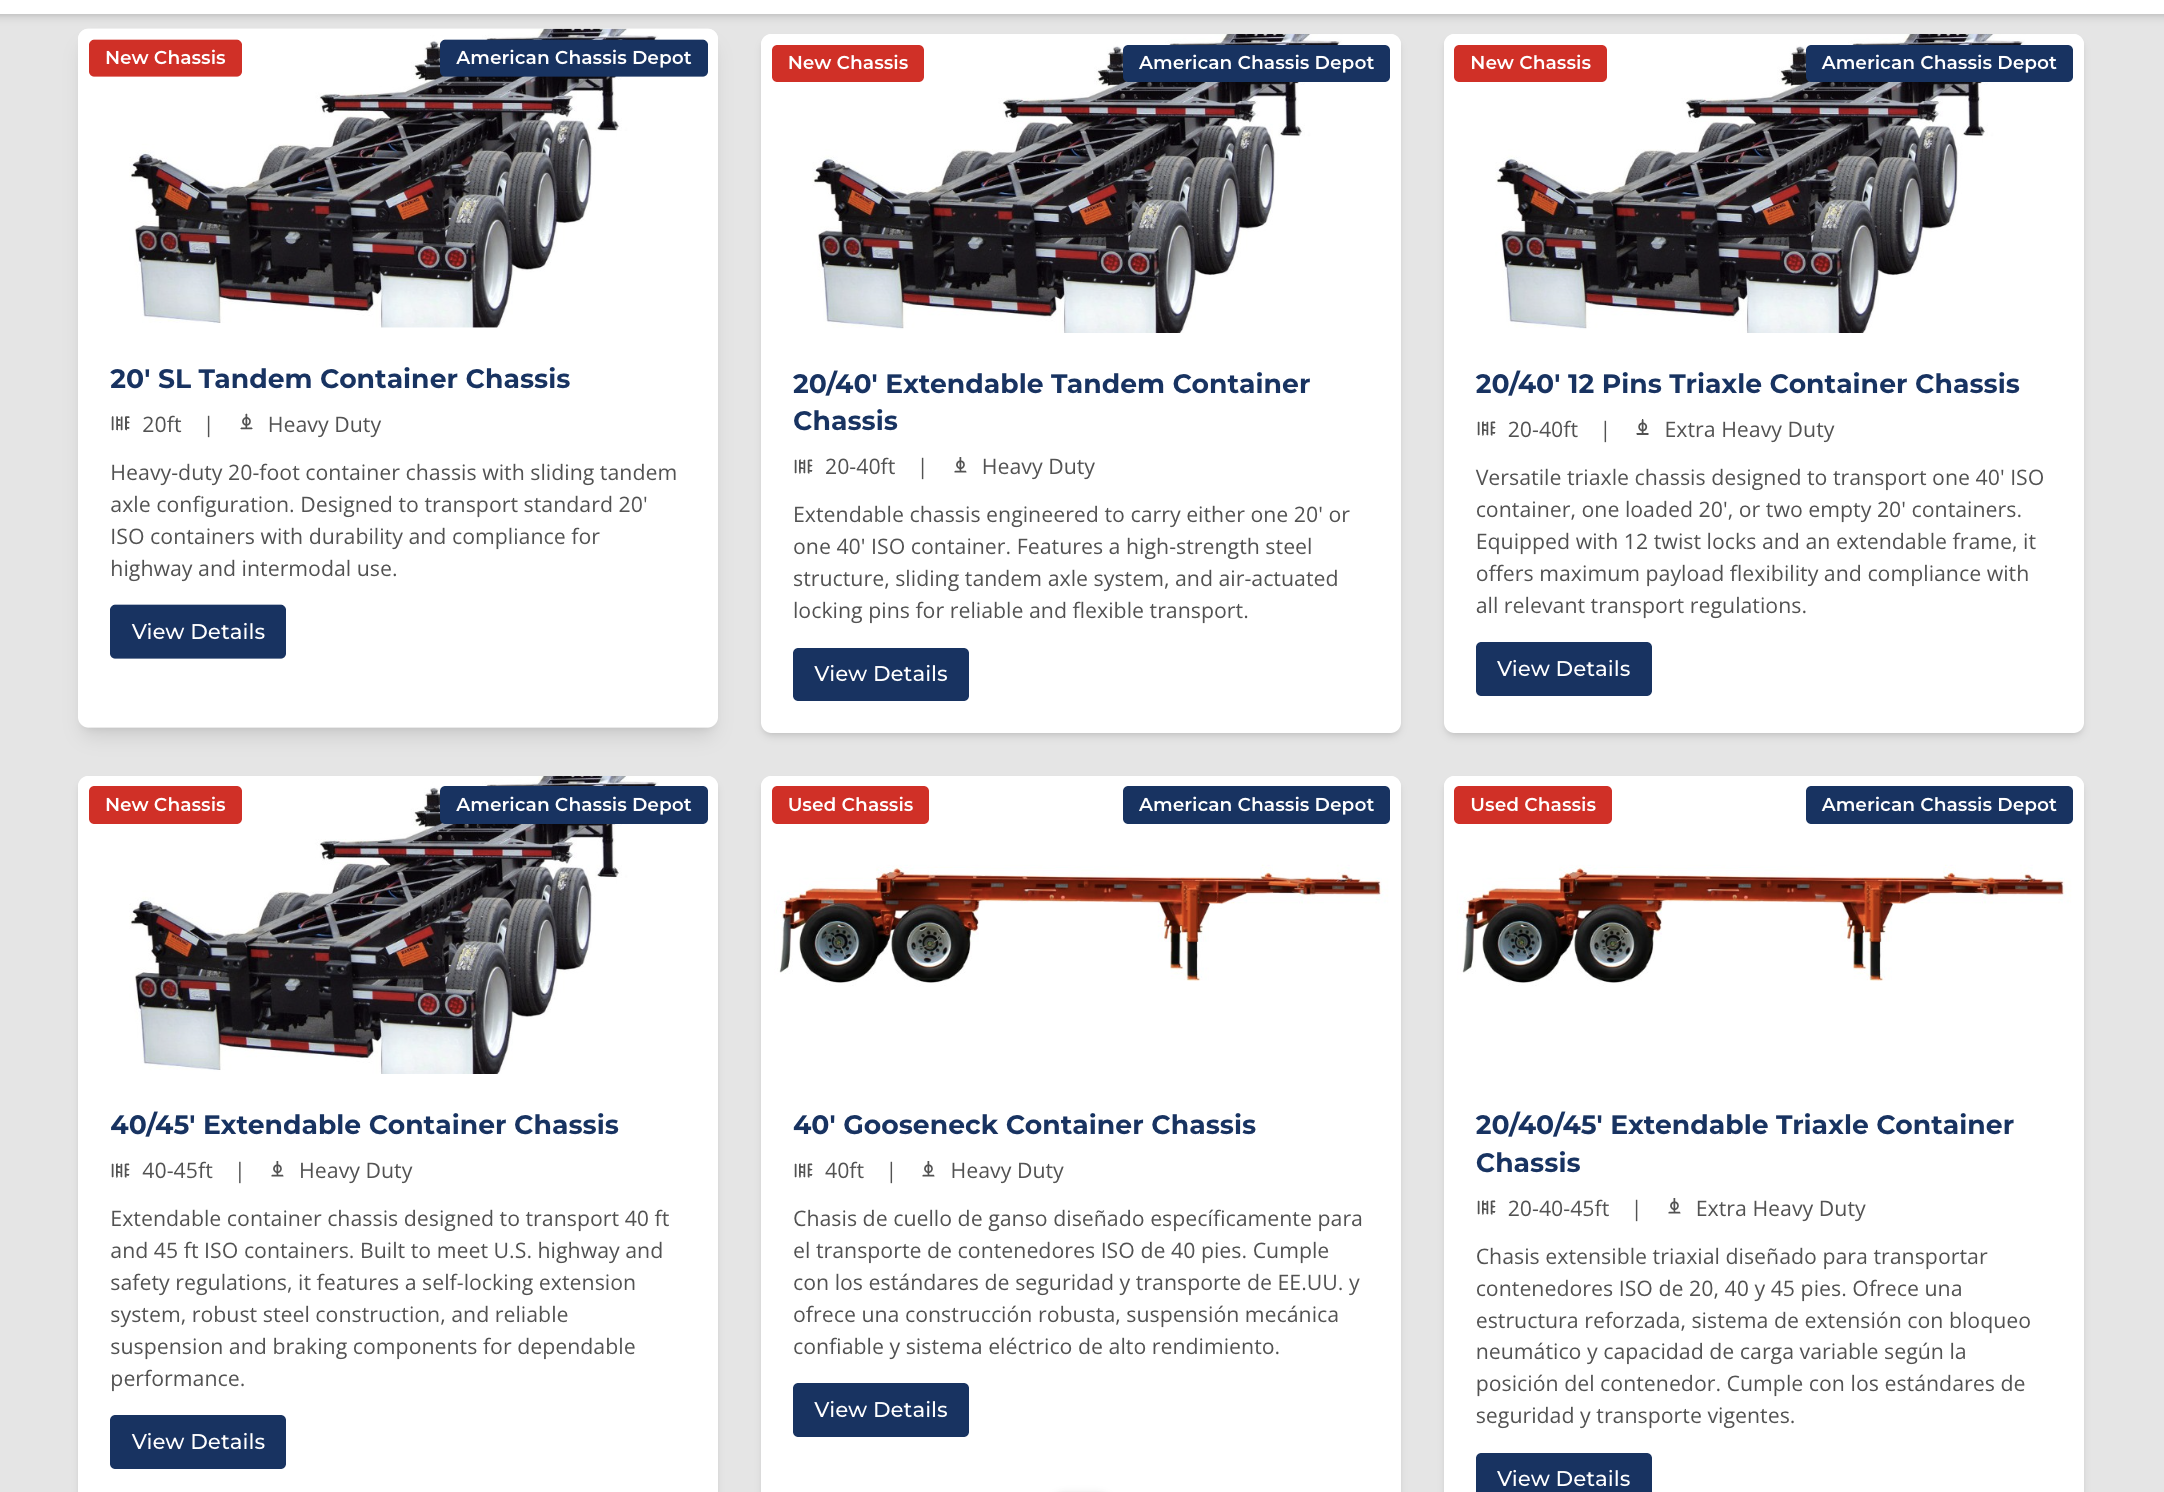 New Chassis
American Chassis Depot
20' SL Tandem Container Chassis
20ft | Heavy Duty
Heavy-duty 20-foot container chassis with sliding tandem
axle configuration. Designed to transport standard 20'
ISO containers with durability and compliance for
highway and intermodal use.
View Details
New Chassis
American Chassis Depot
20/40' Extendable Tandem Container
Chassis
20-40ft | Heavy Duty
Extendable chassis engineered to carry either one 20' or
one 40' ISO container. Features a high-strength steel
structure, sliding tandem axle system, and air-actuated
locking pins for reliable and flexible transport.
View Details
New Chassis
American Chassis Depot
20/40' 12 Pins Triaxle Container Chassis
20-40ft | Extra Heavy Duty
Versatile triaxle chassis designed to transport one 40' ISO
container, one loaded 20', or two empty 20' containers.
Equipped with 12 twist locks and an extendable frame, it
offers maximum payload flexibility and compliance with
all relevant transport regulations.
View Details
New Chassis
American Chassis Depot
40/45' Extendable Container Chassis
40-45ft | Heavy Duty
Extendable container chassis designed to transport 40 ft
and 45 ft ISO containers. Built to meet U.S. highway and
safety regulations, it features a self-locking extension
system, robust steel construction, and reliable
suspension and braking components for dependable
performance.
View Details
Used Chassis
American Chassis Depot
40' Gooseneck Container Chassis
40ft | Heavy Duty
Chasis de cuello de ganso diseñado específicamente para
el transporte de contenedores ISO de 40 pies. Cumple
con los estándares de seguridad y transporte de EE.UU. y
ofrece una construcción robusta, suspensión mecánica
confiable y sistema eléctrico de alto rendimiento.
View Details
Used Chassis
American Chassis Depot
20/40/45' Extendable Triaxle Container
Chassis
20-40-45ft | Extra Heavy Duty
Chasis extensible triaxial diseñado para transportar
contenedores ISO de 20, 40 y 45 pies. Ofrece una
estructura reforzada, sistema de extensión con bloqueo
neumático y capacidad de carga variable según la
posición del contenedor. Cumple con los estándares de
seguridad y transporte vigentes.
View Details